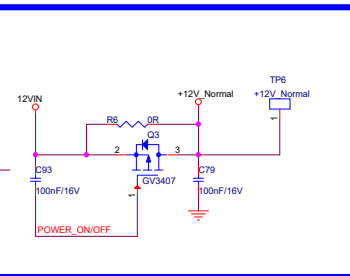 TP6
12VIN
+12V_Normal
+12V_Normal
R6
0R
1
Q3
2
3
C93
C79
GV3407
100nF/16V
100nF/16V
1
POWER_ON/OFF